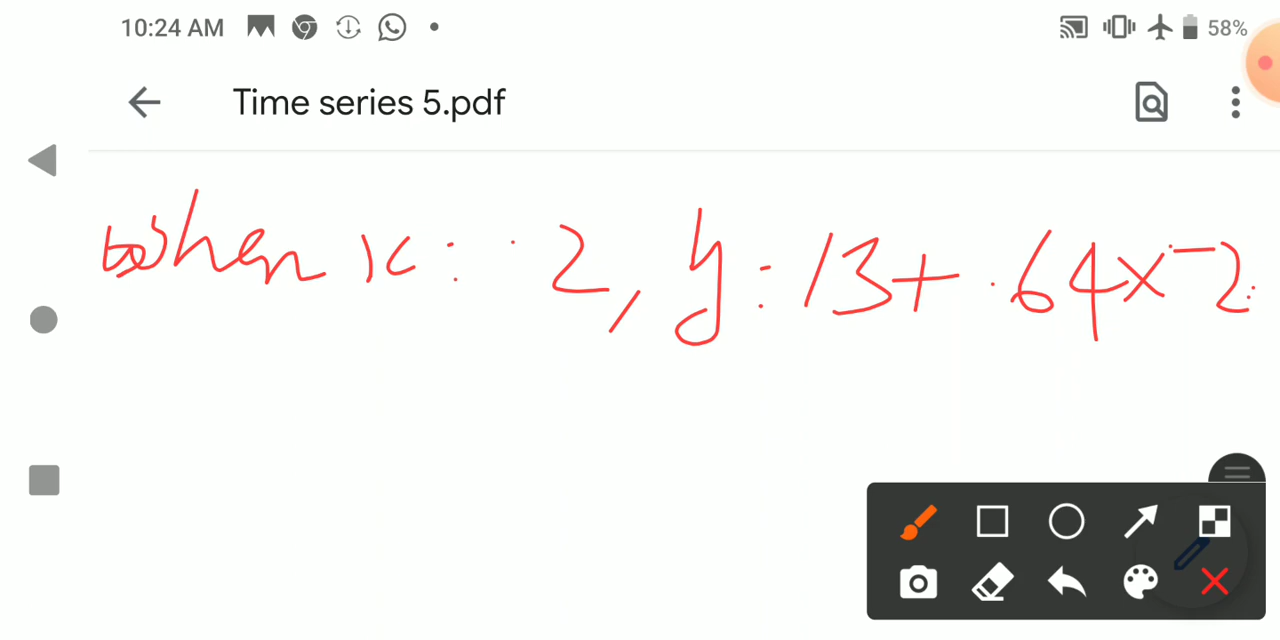 10:24 AM 58%
Time series 5.pdf
when x = -2, y = 13 + .64 x -2 =